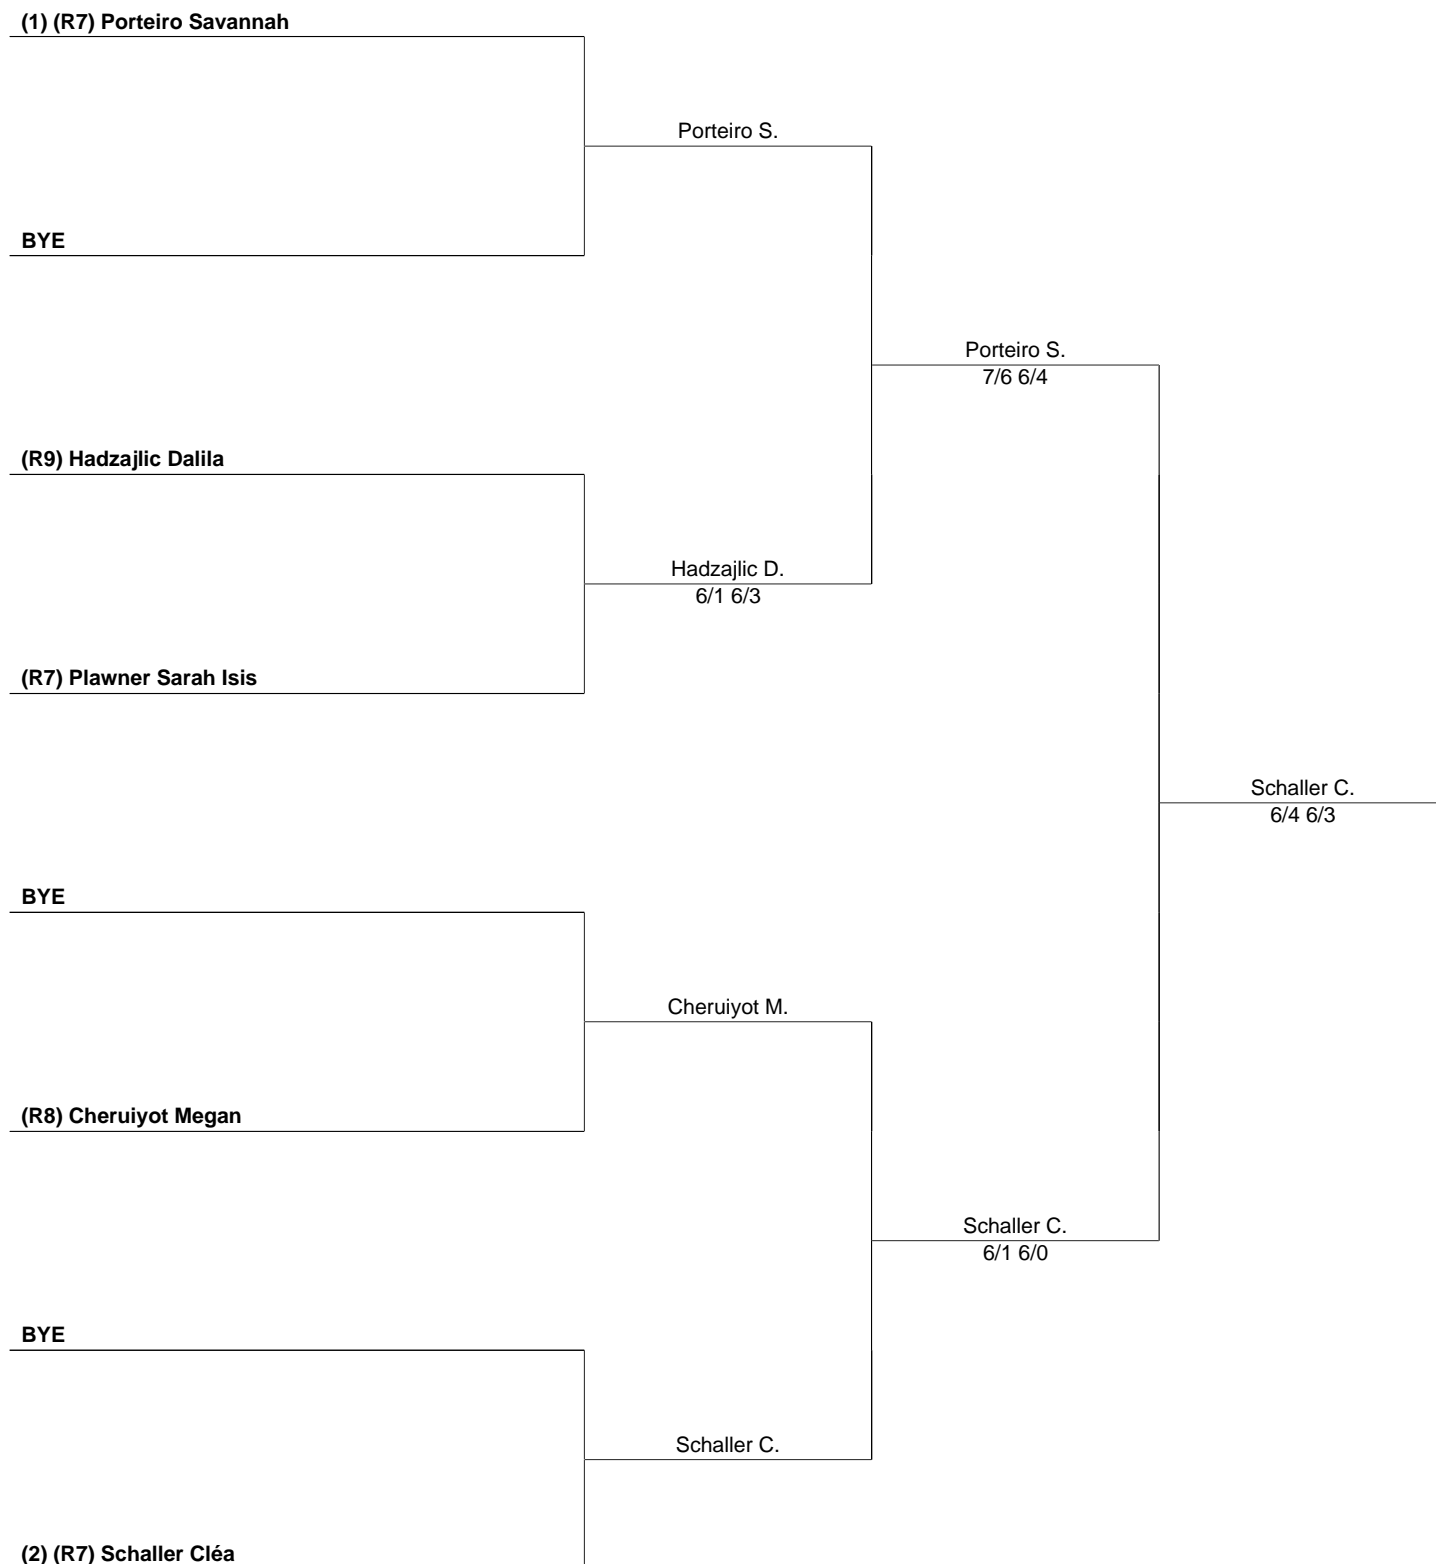 (1) (R7) Porteiro Savannah
Porteiro S.
BYE
Porteiro S.
7/6 6/4
(R9) Hadzajlic Dalila
Hadzajlic D.
6/1 6/3
(R7) Plawner Sarah Isis
Schaller C.
6/4 6/3
BYE
Cheruiyot M.
(R8) Cheruiyot Megan
Schaller C.
6/1 6/0
BYE
Schaller C.
(2) (R7) Schaller Cléa